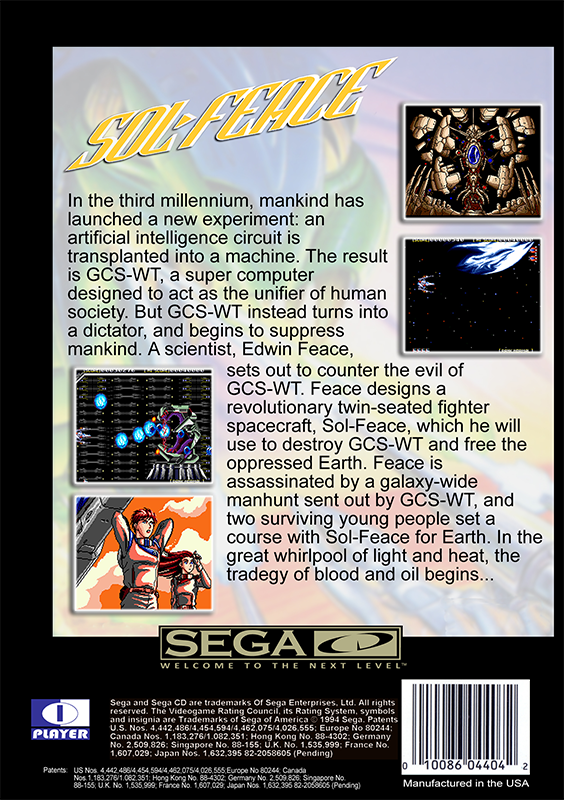 SOL-FEACE
In the third millennium, mankind has
launched a new experiment: an
artificial intelligence circuit is
transplanted into a machine. The result
is GCS-WT, a super computer
designed to act as the unifier of human
society. But GCS-WT instead turns into
a dictator, and begins to suppress
mankind. A scientist, Edwin Feace,
sets out to counter the evil of
GCS-WT. Feace designs a
revolutionary twin-seated fighter
spacecraft, Sol-Feace, which he will
use to destroy GCS-WT and free the
oppressed Earth. Feace is
assassinated by a galaxy-wide
manhunt sent out by GCS-WT, and
two surviving young people set a
course with Sol-Feace for Earth. In the
great whirlpool of light and heat, the
tradegy of blood and oil begins...
SEGA CD
WELCOME TO THE NEXT LEVEL™
1
PLAYER
Sega and Sega CD are trademarks Of Sega Enterprises, Ltd. All rights
reserved. The Videogame Rating Council, its Rating System, symbols
and insignia are Trademarks of Sega of America © 1994 Sega. Patents
U.S. Nos. 4,442,486/4,454,594/4,462,075/4,026,555; Europe No 80244;
Canada Nos. 1,183,276/1,082,351; Hong Kong No. 88-4302; Germany
No. 2,509,826; Singapore No. 88-155; U.K. No. 1,535,999; France No.
1,607,029; Japan Nos. 1,632,395 82-2058605 (Pending)
Patents: US Nos. 4,442,486/4,454,594/4,462,075/4,026,555;Europe No 80244; Canada
Nos.1,183,276/1,082,351; Hong Kong No. 88-4302; Germany No. 2,509,826; Singapore No.
88-155; U.K. No. 1,535,999; France No. 1,607,029; Japan Nos. 1,632,395 82-2058605 (Pending)
0 10086 04404 2
Manufactured in the USA